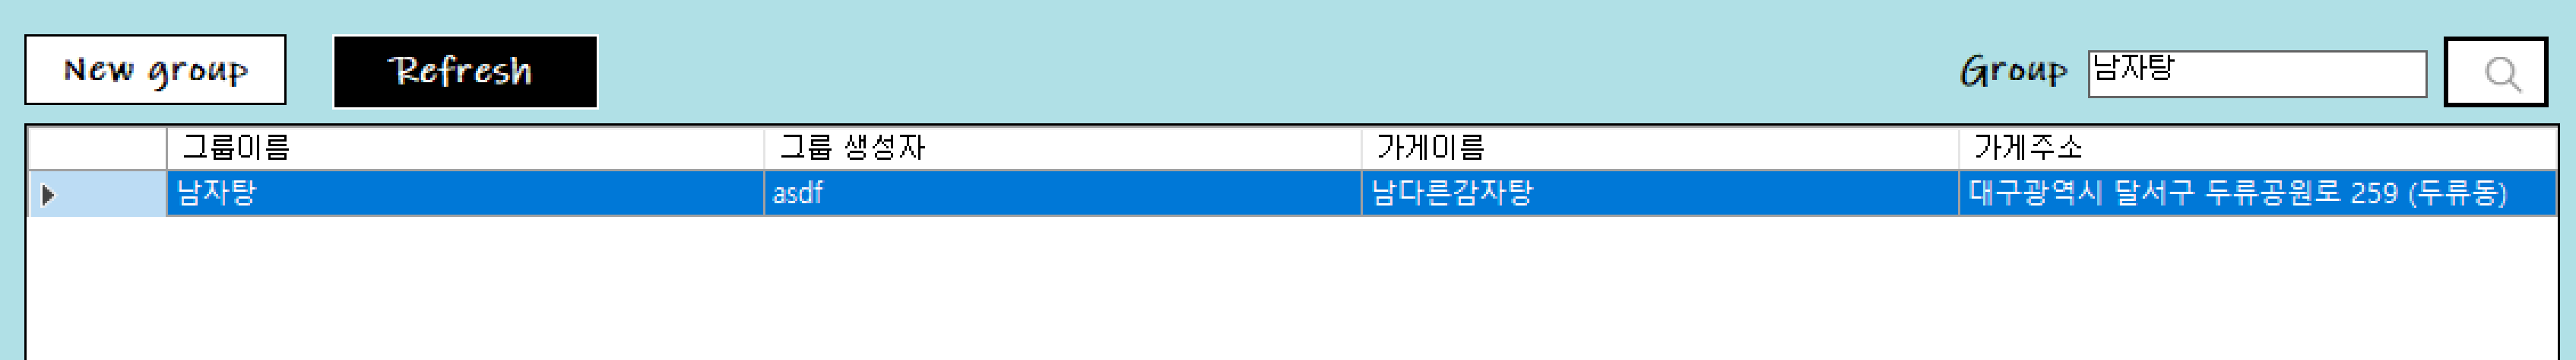 New group Refresh Group 남자탕
그룹이름 그룹 생성자 가게이름 가게주소
남자탕 asdf 남다른감자탕 대구광역시 달서구 두류공원로 259 (두류동)